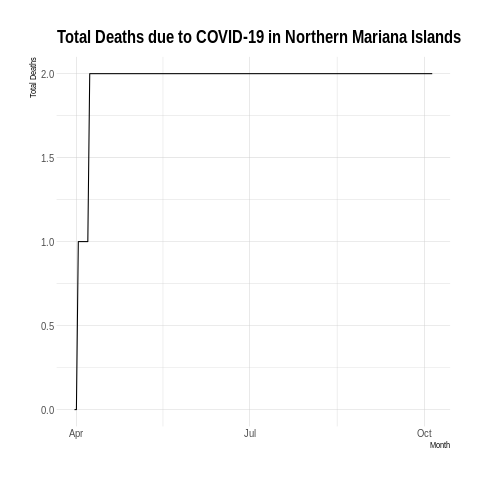 Total Deaths due to COVID-19 in Northern Mariana Islands
Total Deaths
2.0
1.5
1.0
0.5
0.0
Apr Jul Oct
Month